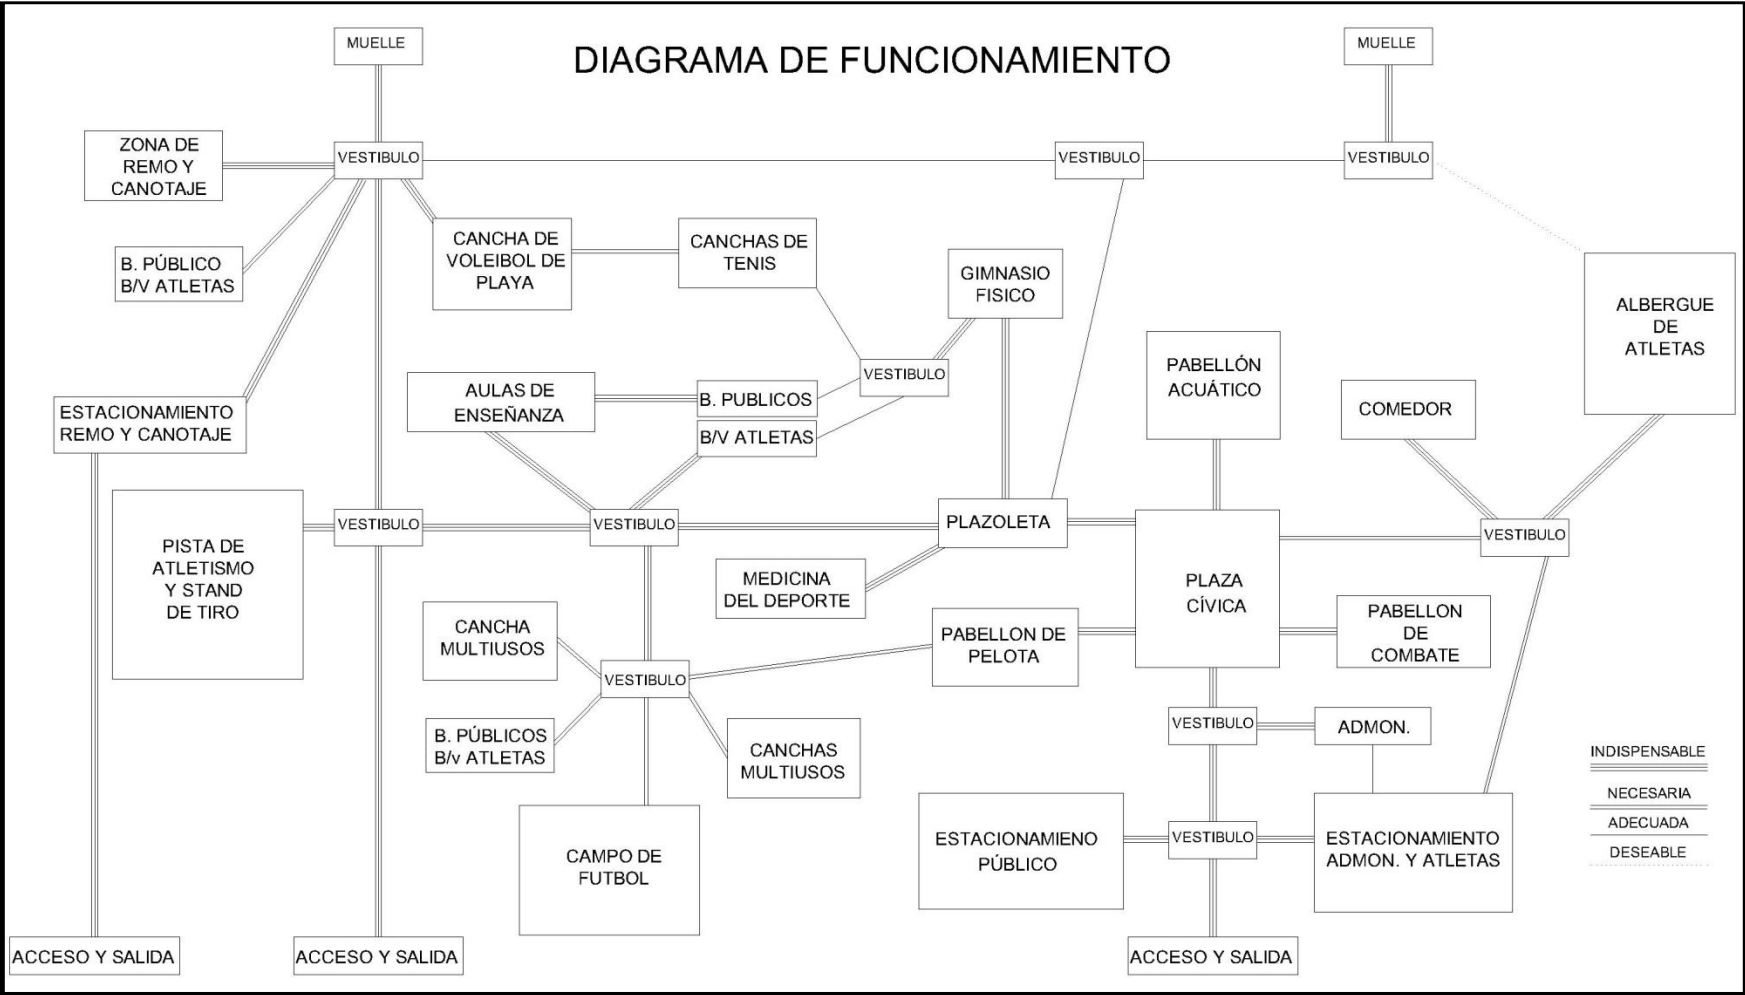 DIAGRAMA DE FUNCIONAMIENTO
MUELLE
MUELLE
ZONA DE
REMO Y
CANOTAJE
VESTIBULO
VESTIBULO
VESTIBULO
B. PÚBLICO
B/V ATLETAS
CANCHA DE
VOLEIBOL DE
PLAYA
CANCHAS DE
TENIS
GIMNASIO
FISICO
ALBERGUE
DE
ATLETAS
VESTIBULO
PABELLÓN
ACUÁTICO
COMEDOR
AULAS DE
ENSEÑANZA
B. PUBLICOS
B/V ATLETAS
ESTACIONAMIENTO
REMO Y CANOTAJE
PISTA DE
ATLETISMO
Y STAND
DE TIRO
VESTIBULO
VESTIBULO
PLAZOLETA
VESTIBULO
MEDICINA
DEL DEPORTE
PLAZA
CÍVICA
CANCHA
MULTIUSOS
PABELLON DE
PELOTA
PABELLON
DE
COMBATE
VESTIBULO
B. PÚBLICOS
B/v ATLETAS
CANCHAS
MULTIUSOS
VESTIBULO
ADMON.
CAMPO DE
FUTBOL
ESTACIONAMIENO
PÚBLICO
VESTIBULO
ESTACIONAMIENTO
ADMON. Y ATLETAS
INDISPENSABLE
NECESARIA
ADECUADA
DESEABLE
ACCESO Y SALIDA
ACCESO Y SALIDA
ACCESO Y SALIDA